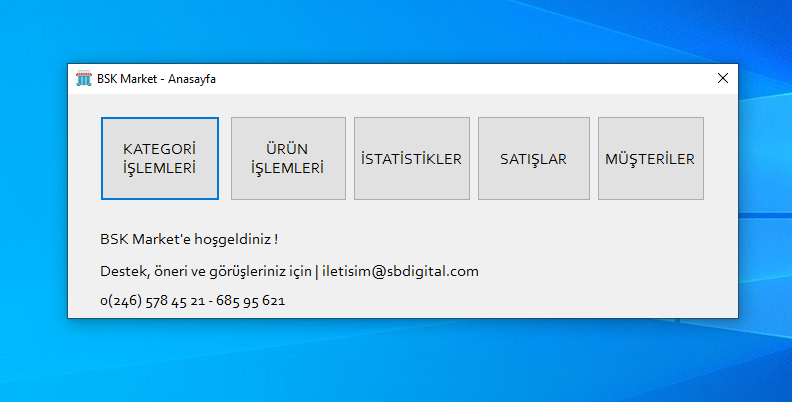 BSK Market - Anasayfa
KATEGORİ
İŞLEMLERİ
ÜRÜN
İŞLEMLERİ
İSTATİSTİKLER
SATIŞLAR
MÜŞTERİLER
BSK Market'e hoşgeldiniz !
Destek, öneri ve görüşleriniz için | iletisim@sbdigital.com
0(246) 578 45 21 - 685 95 621